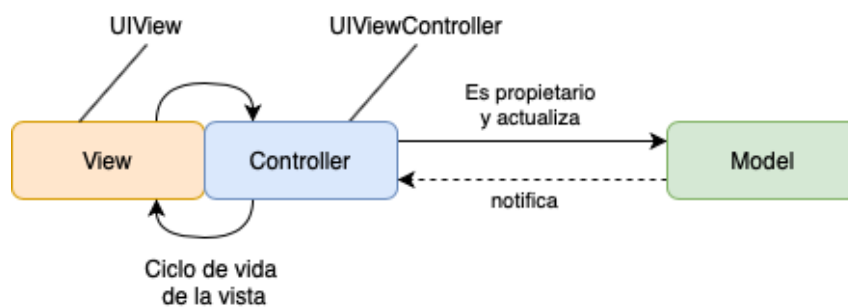 UIView
UIViewController
Es propietario
y actualiza
View
Controller
Model
notifica
Ciclo de vida
de la vista